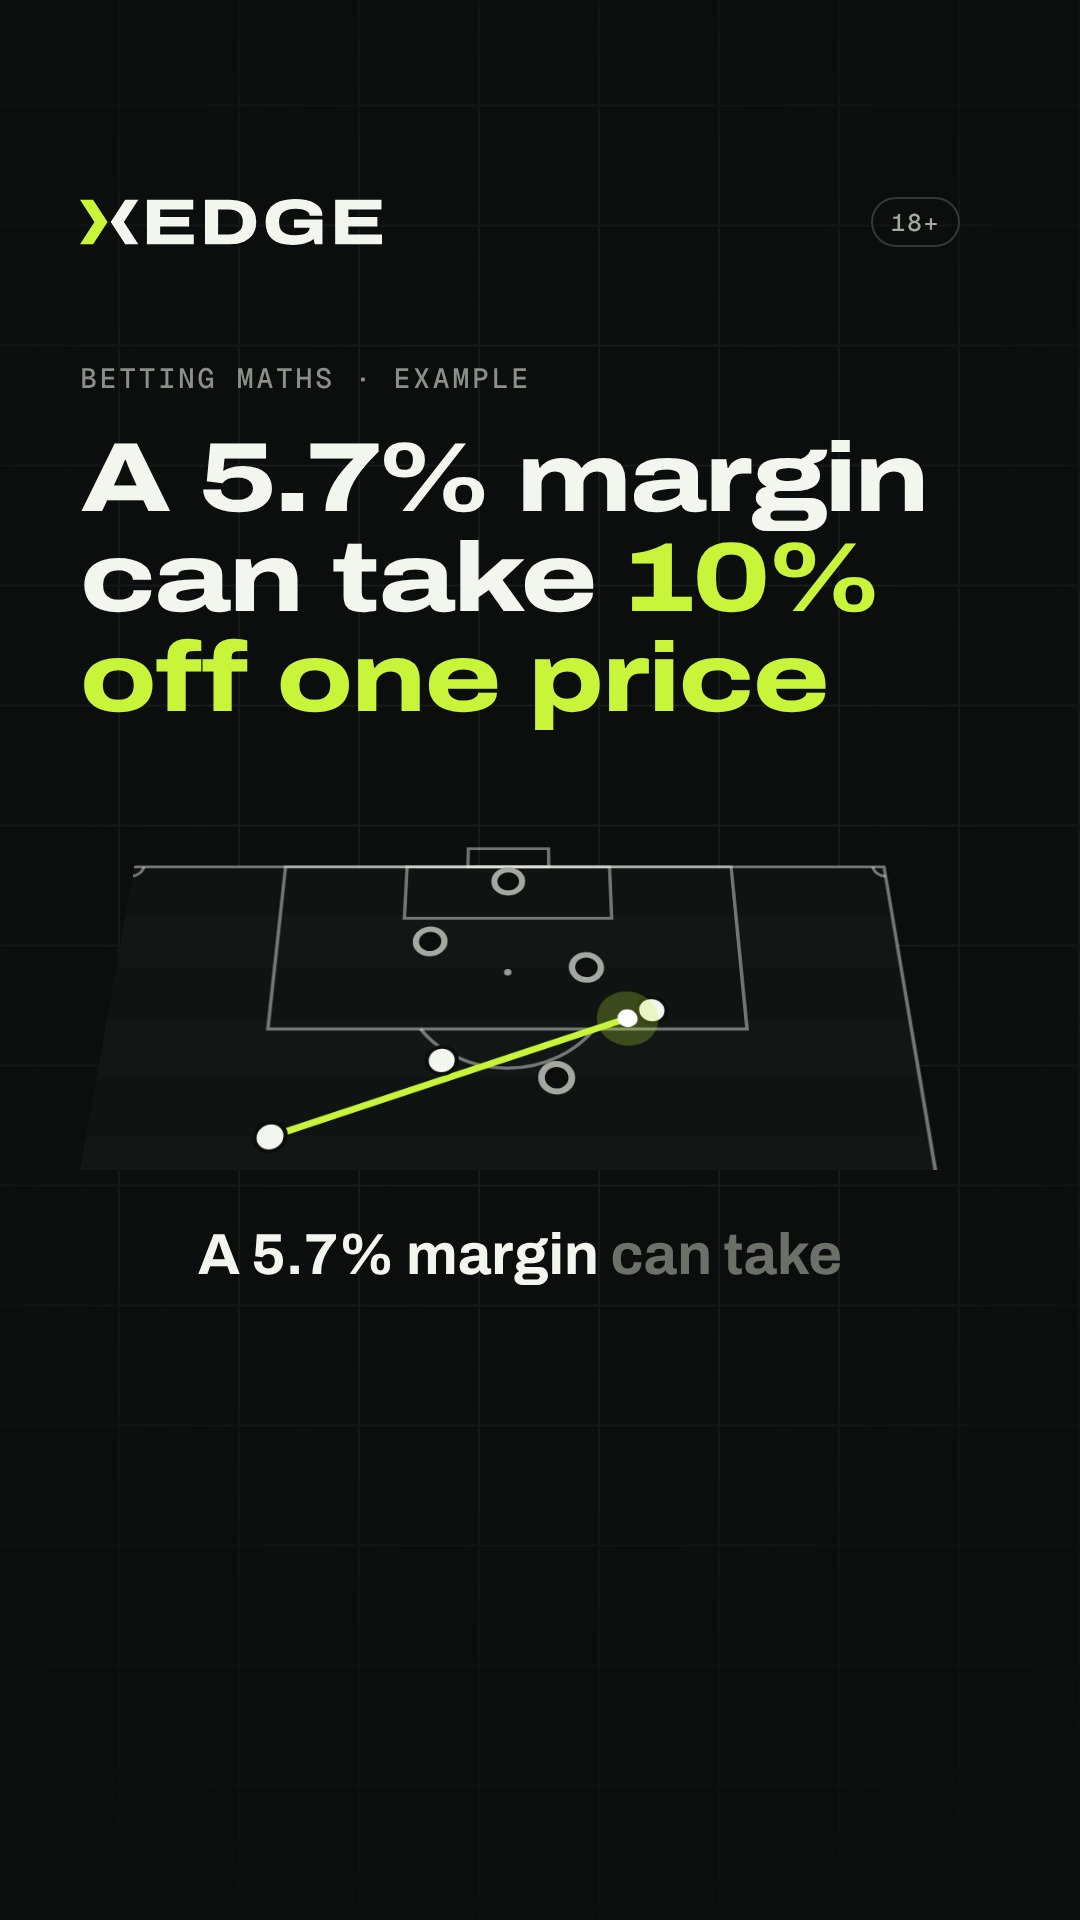 XEDGE
18+
BETTING MATHS · EXAMPLE
A 5.7% margin
can take 10%
off one price
A 5.7% margin can take